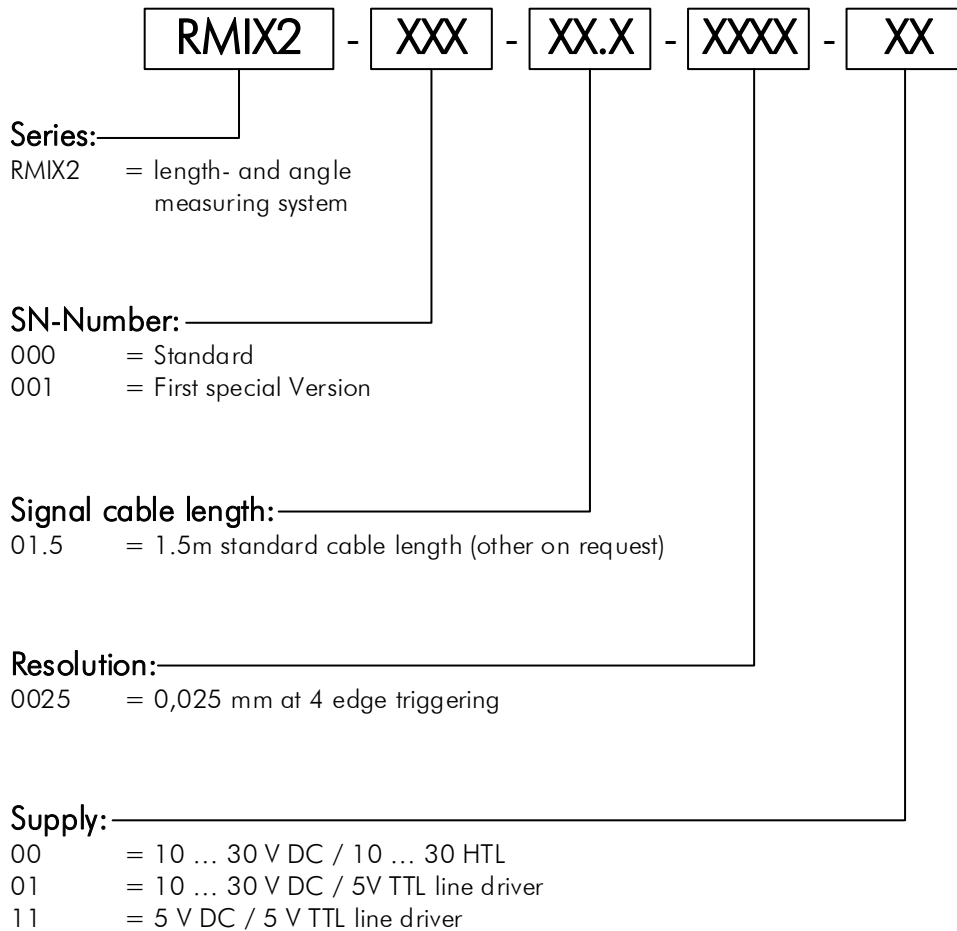 RMIX2 - XXX - XX.X - XXXX - XX
Series:
RMIX2 = length- and angle
measuring system
SN-Number:
000 = Standard
001 = First special Version
Signal cable length:
01.5 = 1.5m standard cable length (other on request)
Resolution:
0025 = 0,025 mm at 4 edge triggering
Supply:
00 = 10 ... 30 V DC / 10 ... 30 HTL
01 = 10 ... 30 V DC / 5V TTL line driver
11 = 5 V DC / 5 V TTL line driver